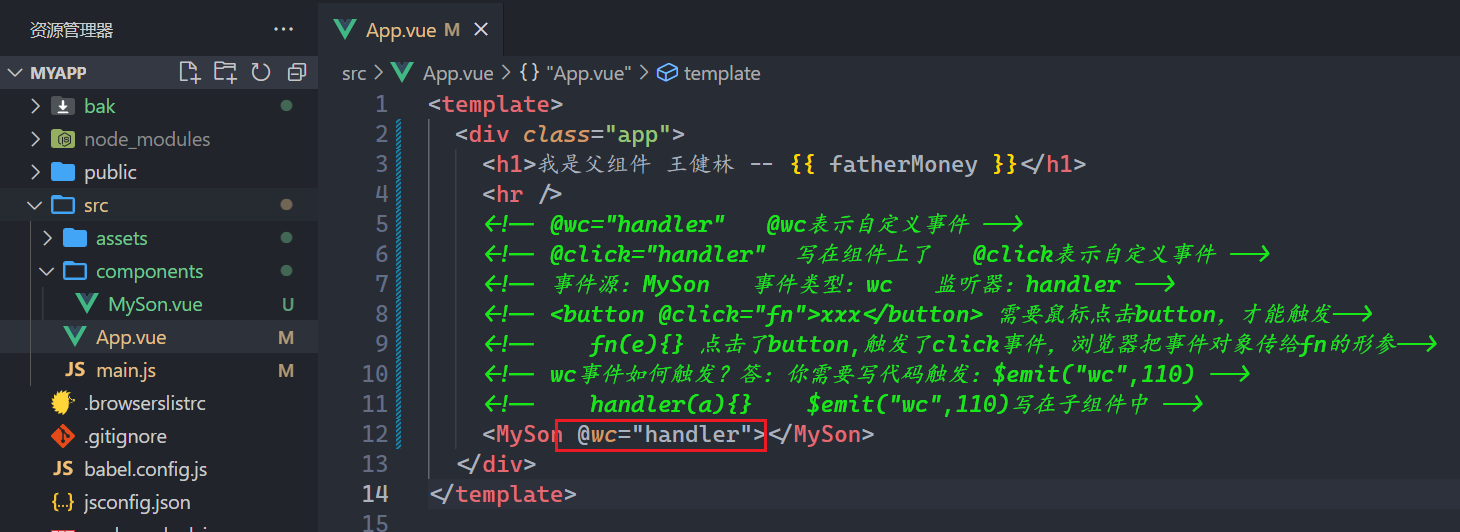 资源管理器 ···
App.vue M
MYAPP
src > App.vue > {} "App.vue" > template
bak
node_modules
public
src
assets
components
MySon.vue U
App.vue M
JS main.js M
.browserslistrc
.gitignore
JS babel.config.js
{..} jsconfig.json
1 <template>
2 <div class="app">
3 <h1>我是父组件 王健林 -- {{ fatherMoney }}</h1>
4 <hr />
5 <!-- @wc="handler" @wc表示自定义事件 -->
6 <!-- @click="handler" 写在组件上了 @click表示自定义事件 -->
7 <!-- 事件源：MySon 事件类型：wc 监听器：handler -->
8 <!-- <button @click="fn">xxx</button> 需要鼠标点击button，才能触发-->
9 <!-- fn(e){} 点击了button,触发了click事件，浏览器把事件对象传给fn的形参-->
10 <!-- wc事件如何触发？答：你需要写代码触发：$emit("wc",110) -->
11 <!-- handler(a){} $emit("wc",110)写在子组件中 -->
12 <MySon @wc="handler"></MySon>
13 </div>
14 </template>
15